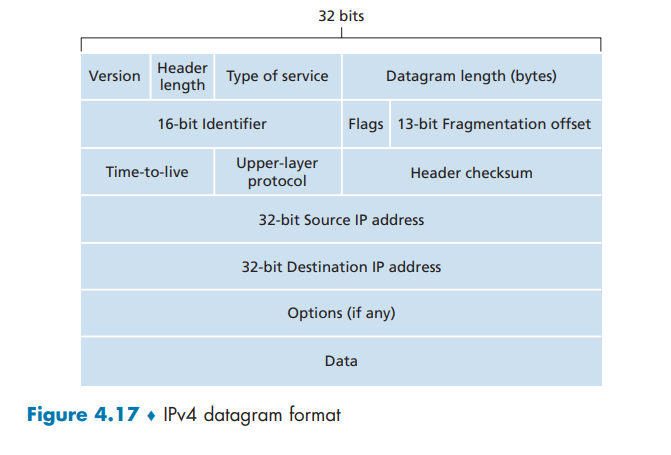 32 bits
Version
Header
length
Type of service
Datagram length (bytes)
16-bit Identifier
Flags
13-bit Fragmentation offset
Time-to-live
Upper-layer
protocol
Header checksum
32-bit Source IP address
32-bit Destination IP address
Options (if any)
Data
Figure 4.17 ♦ IPv4 datagram format